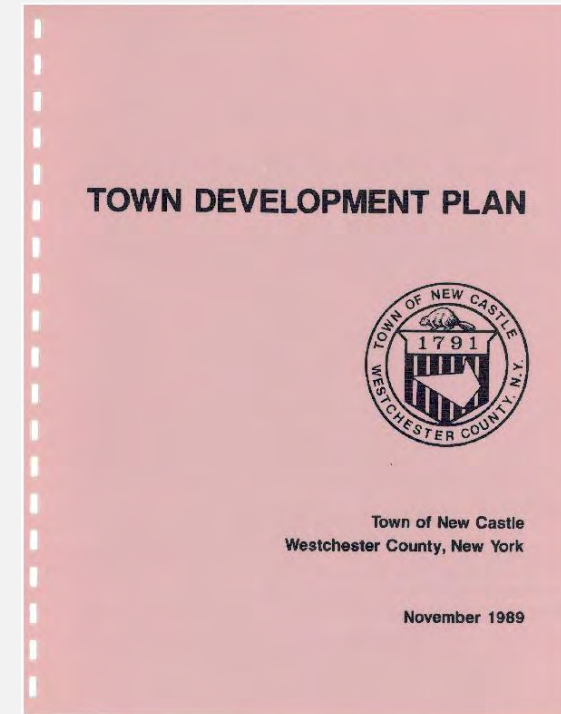 TOWN DEVELOPMENT PLAN
TOWN OF NEW CASTLE
1791
WESTCHESTER COUNTY, N.Y.
Town of New Castle
Westchester County, New York
November 1989